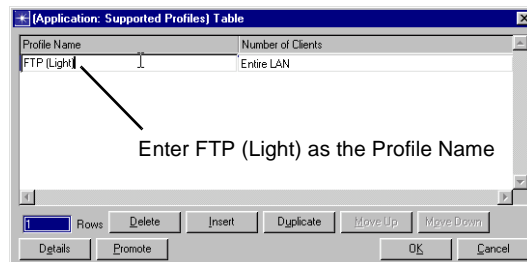 (Application: Supported Profiles) Table
Profile Name Number of Clients
FTP (Light) Entire LAN
Enter FTP (Light) as the Profile Name
1 Rows Delete Insert Duplicate Move Up Move Down
Details Promote OK Cancel